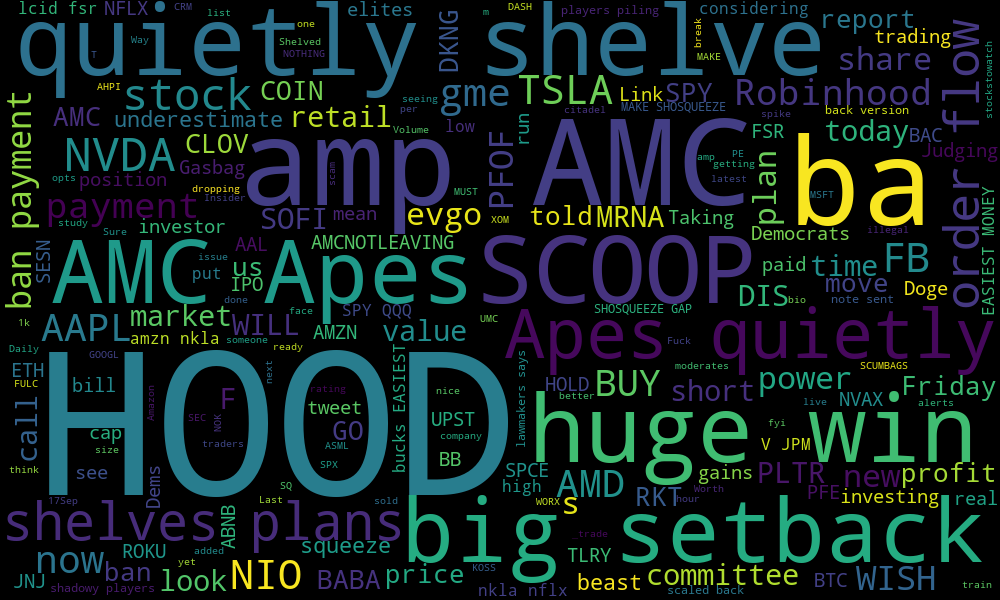 lcid fsr NFLX CRM list
quietly shelve
elites
DKNG
m DASH players piling
considering
report
trading
break
one
Shelved
NOTHING
Way
T
MAKE
share
order flow
stockstowatch
AHPI
stock
COIN
seeing
per
gme
TSLA
Link
SPY
Robinhood
MAKE SHOSQUEEZE
back version
spike
citadel
AMC
underestimate
retail
Volume
low
run
PFOF
FSR
today
BAC
Judging
ban payment
NVDA
CLOV
Gasbag
amp
AMC
ba
amp
PE
getting
latest
plan
MSFT
opts
position
dropping
Insider
scam
MUST
payment
study
Sure
investor
SOFI
mean
evgo
XOM
told
MRNA
Taking
Democrats
illegal
EASIEST MONEY
SESN
AMC Apes
AAL
AMCNOTLEAVING
SCOOP
issue
put
us
IPO
paid
time
FB
move
DIS
bio
note sent
Doge
done
face
SPY QQQ
SHOSQUEEZE GAP
1k
AAPL
market
WILL
amzn nkla
someone
ready
AMZN
value
UMC
Apes quietly
Fuck
Daily
ETH
FULC
GOOGL
bill
HOOD
Amazon
next
F
SEC
NOK
traders
rating
tweet
GO
ASML
SPX
bucks EASIEST
nice
UPST
company
BB
lawmakers says
HOLD
better
BUY
moderates
short
power
SCUMBAGS
NVAX
live
Friday
alerts
call
cap
size
think
see
Dems
huge win
fyi
V JPM
SPCE
high
AMD
gains
PLTR
new
profit
17Sep
SQ
Last
sold
WORX
s
RKT
hour
Worth
PFE
investing
real
shelves plans
ABNB
big setback
trade
now
ROKU
added
squeeze
KOSS
TLRY
JNJ
ban
yet
look
NIO
BABA
price
beast
committee
BTC
WISH
shadowy players
nkla nflx
scaled back
train